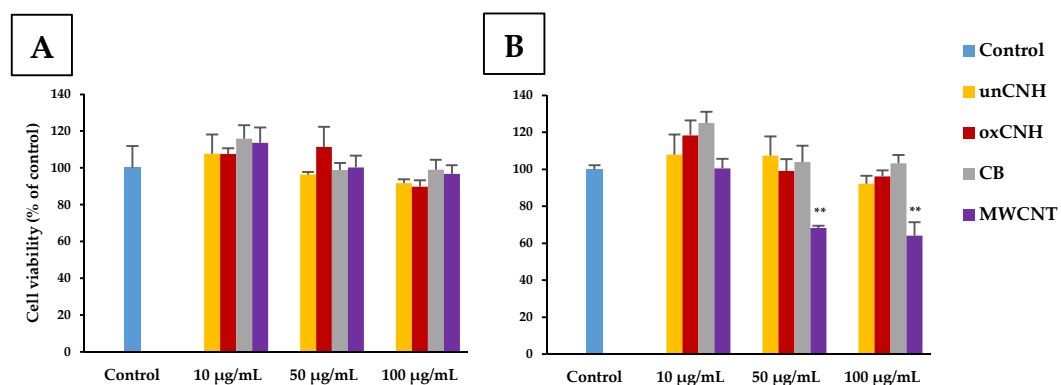 A
B
Control
unCNH
oxCNH
CB
MWCNT
Cell viability (% of control)
140
120
100
80
60
40
20
0
Control
10 µg/mL
50 µg/mL
100 µg/mL
140
120
100
80
60
40
20
0
**
**
Control
10 µg/mL
50 µg/mL
100 µg/mL